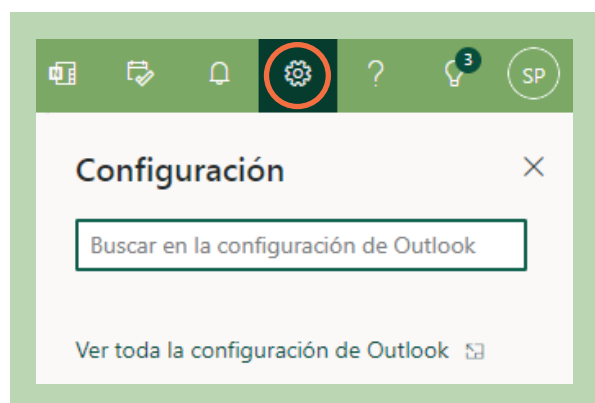 3
SP
Configuración
Buscar en la configuración de Outlook
Ver toda la configuración de Outlook